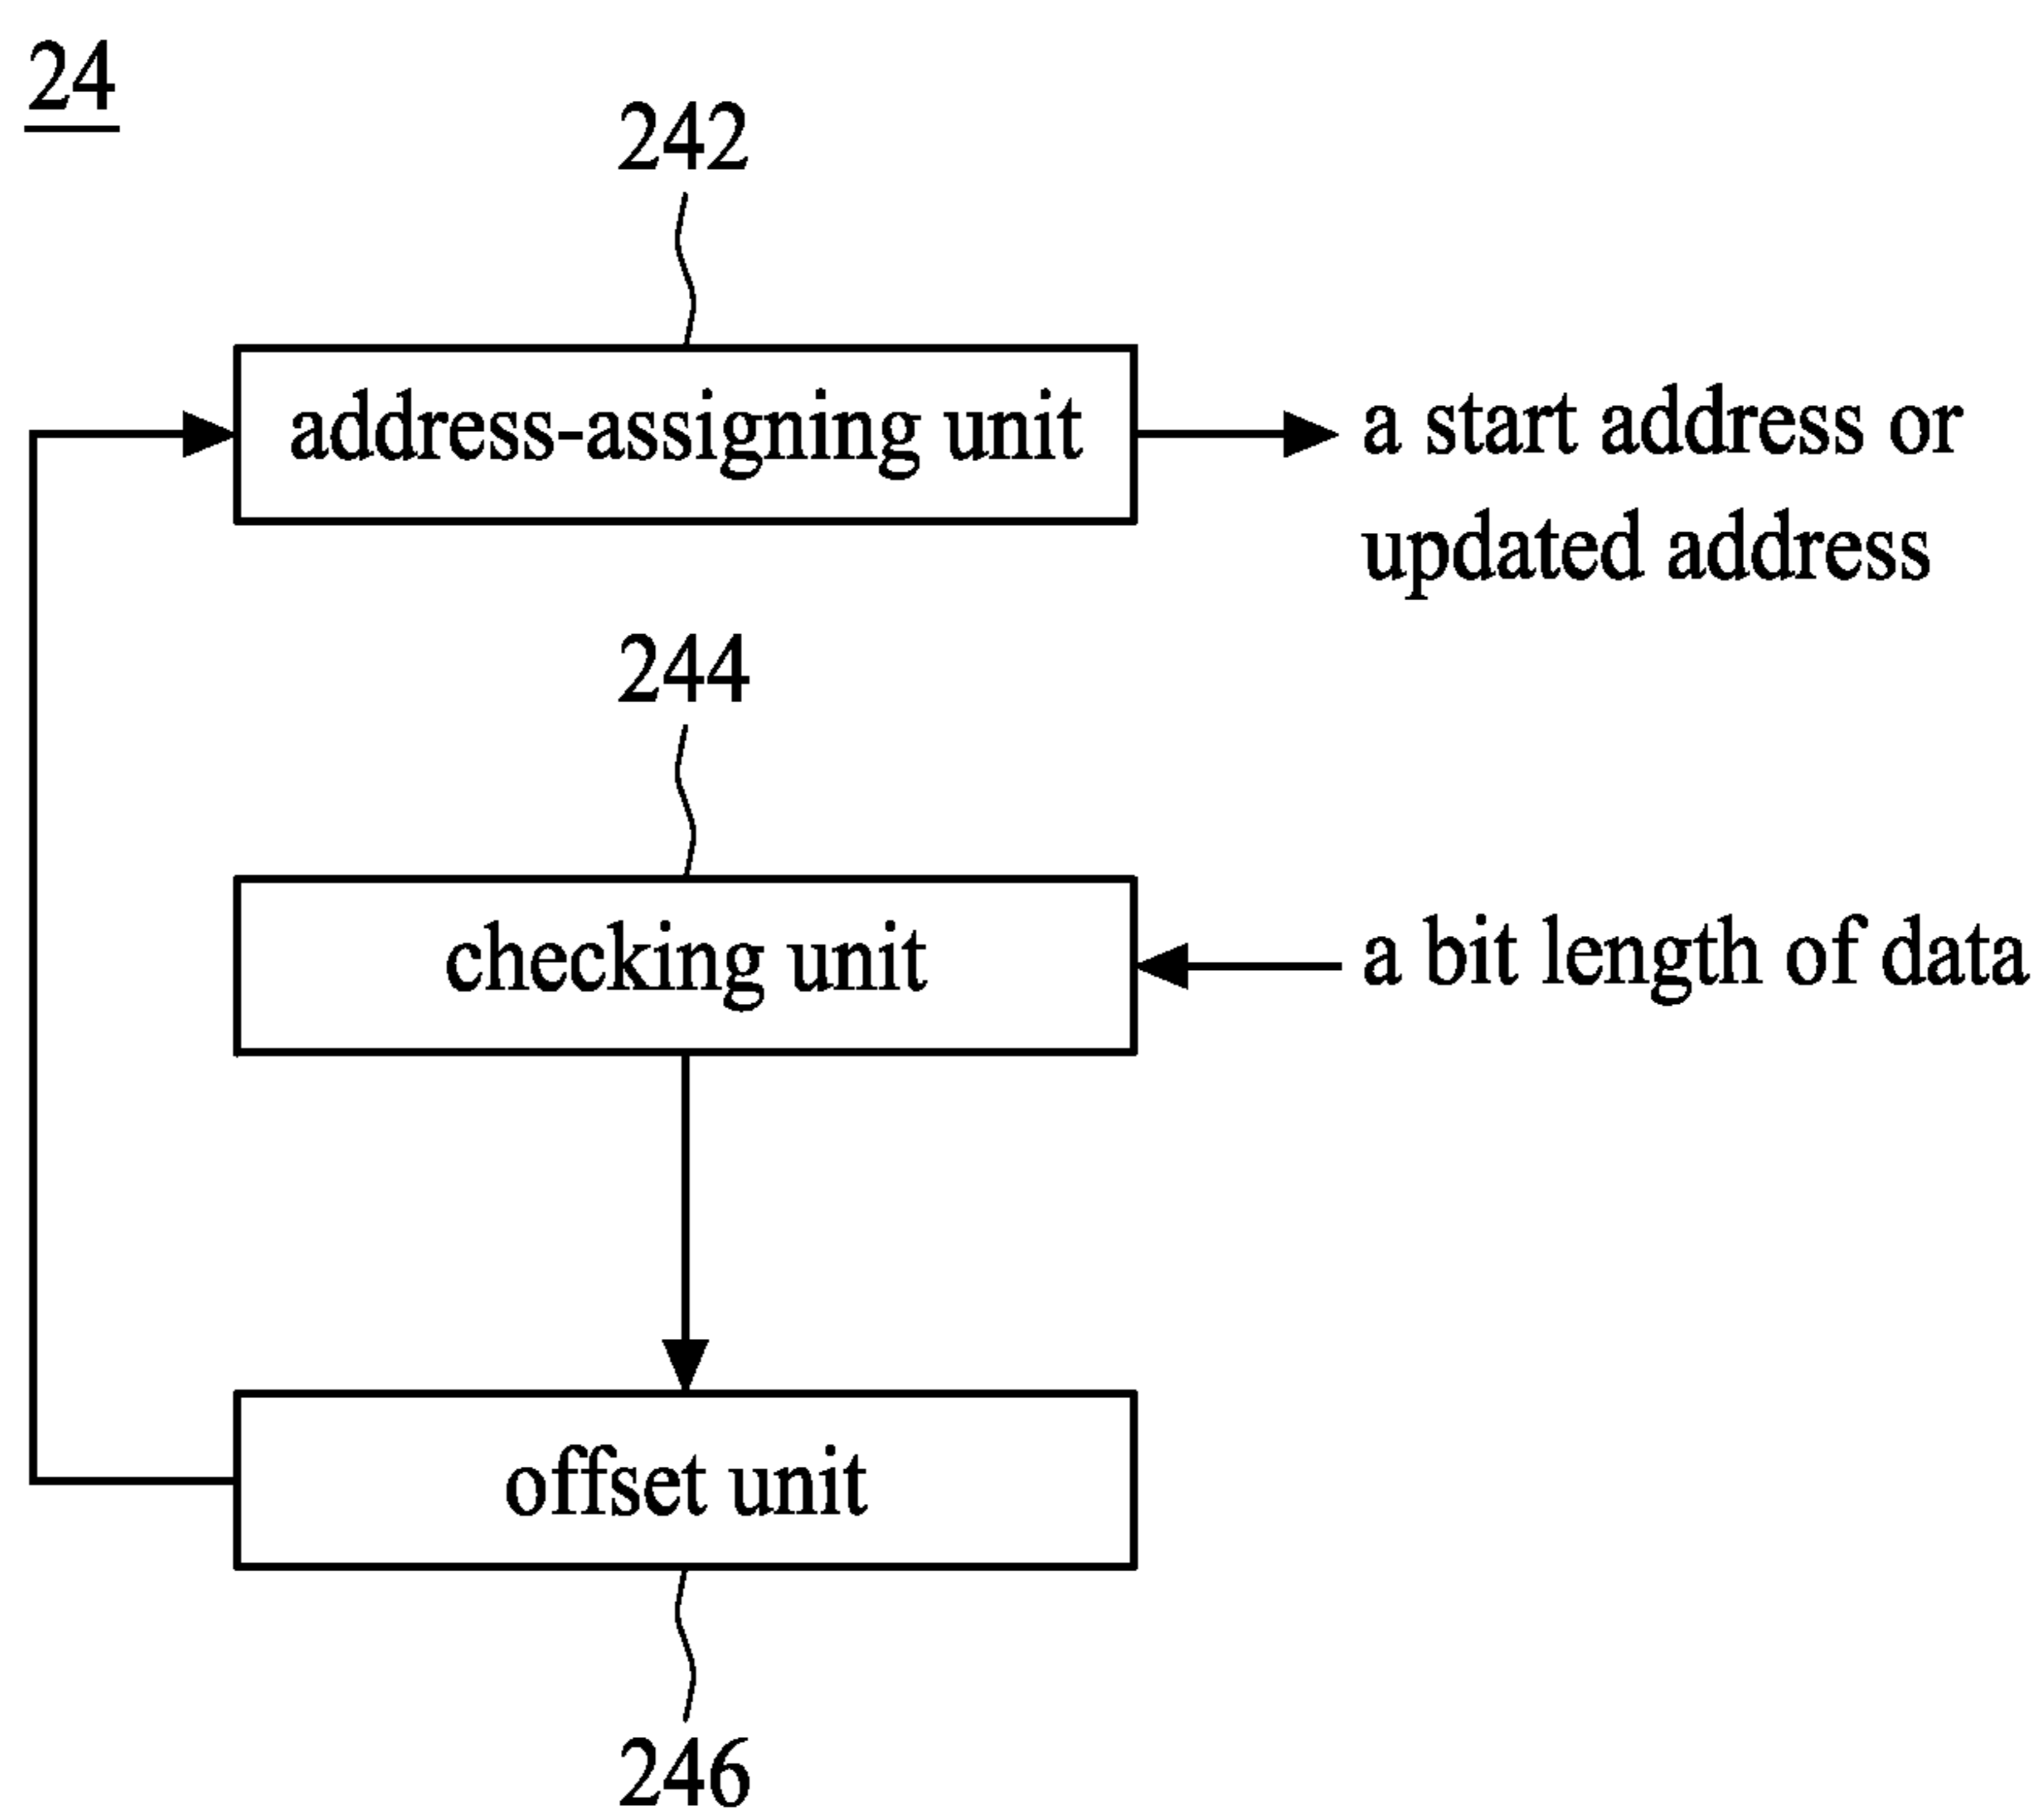 24
242
address-assigning unit
a start address or
updated address
244
checking unit
a bit length of data
offset unit
246